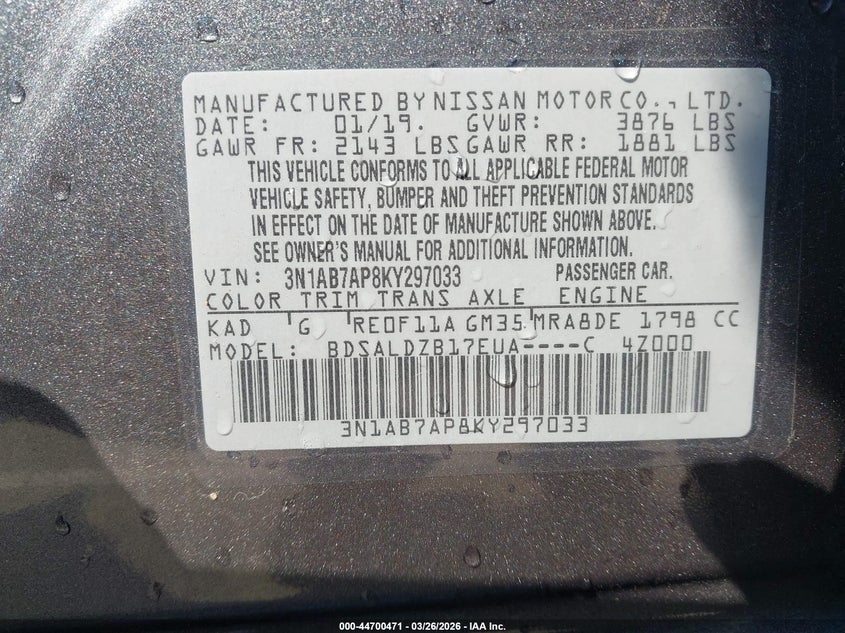 MANUFACTURED BY NISSAN MOTOR CO., LTD.
DATE: 01/19. GVWR: 3876 LBS
GAWR FR: 2143 LBS GAWR RR: 1881 LBS
THIS VEHICLE CONFORMS TO ALL APPLICABLE FEDERAL MOTOR
VEHICLE SAFETY, BUMPER AND THEFT PREVENTION STANDARDS
IN EFFECT ON THE DATE OF MANUFACTURE SHOWN ABOVE.
SEE OWNER'S MANUAL FOR ADDITIONAL INFORMATION.
VIN: 3N1AB7AP8KY297033 PASSENGER CAR.
COLOR TRIM TRANS AXLE ENGINE
KAD G RE0F11A GM35 MRA8DE 1798 CC
MODEL: BDSALDZB17EUA----C 4Z000
3N1AB7AP8KY297033
000-44700471 | 03/26/2026 - IAA Inc.